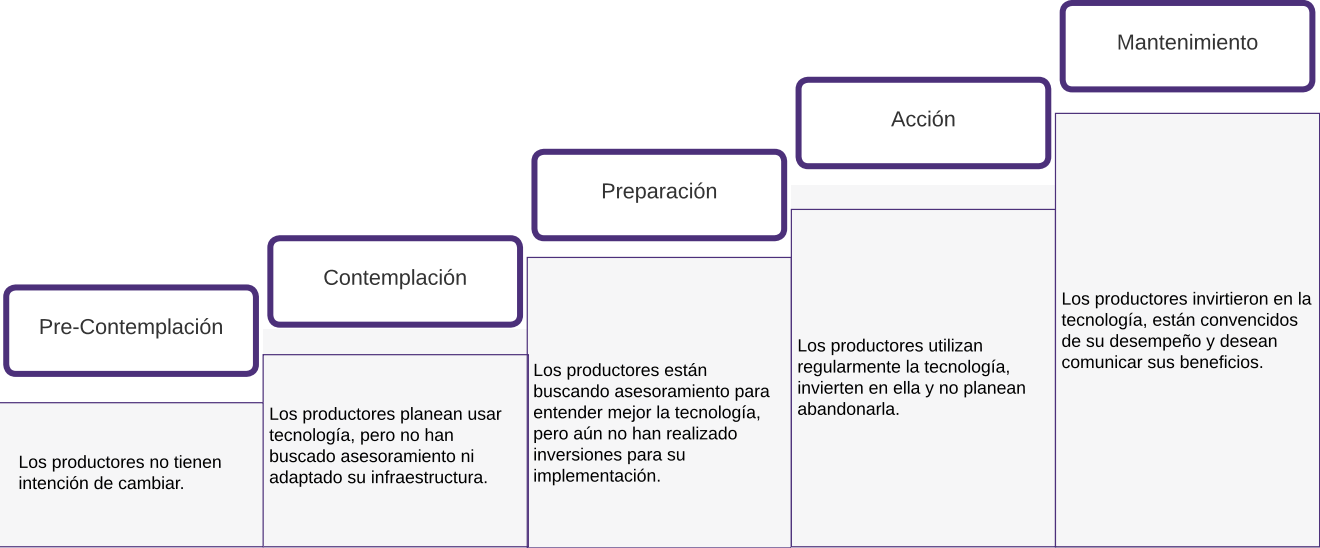 Pre-Contemplación
Los productores no tienen
intención de cambiar.
Contemplación
Los productores planean usar
tecnología, pero no han
buscado asesoramiento ni
adaptado su infraestructura.
Preparación
Los productores están
buscando asesoramiento para
entender mejor la tecnología,
pero aún no han realizado
inversiones para su
implementación.
Acción
Los productores utilizan
regularmente la tecnología,
invierten en ella y no planean
abandonarla.
Mantenimiento
Los productores invirtieron en la
tecnología, están convencidos
de su desempeño y desean
comunicar sus beneficios.